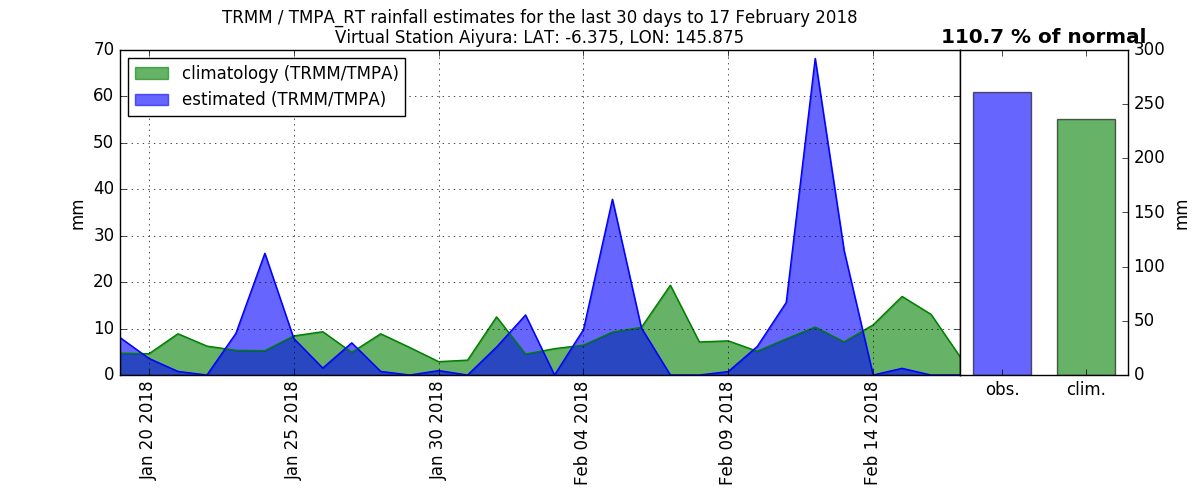 TRMM / TMPA_RT rainfall estimates for the last 30 days to 17 February 2018
Virtual Station Aiyura: LAT: -6.375, LON: 145.875
110.7 % of normal
climatology (TRMM/TMPA)
estimated (TRMM/TMPA)
70
60
50
40
30
20
10
0
mm
Jan 20 2018
Jan 25 2018
Jan 30 2018
Feb 04 2018
Feb 09 2018
Feb 14 2018
300
250
200
150
100
50
0
mm
obs.
clim.